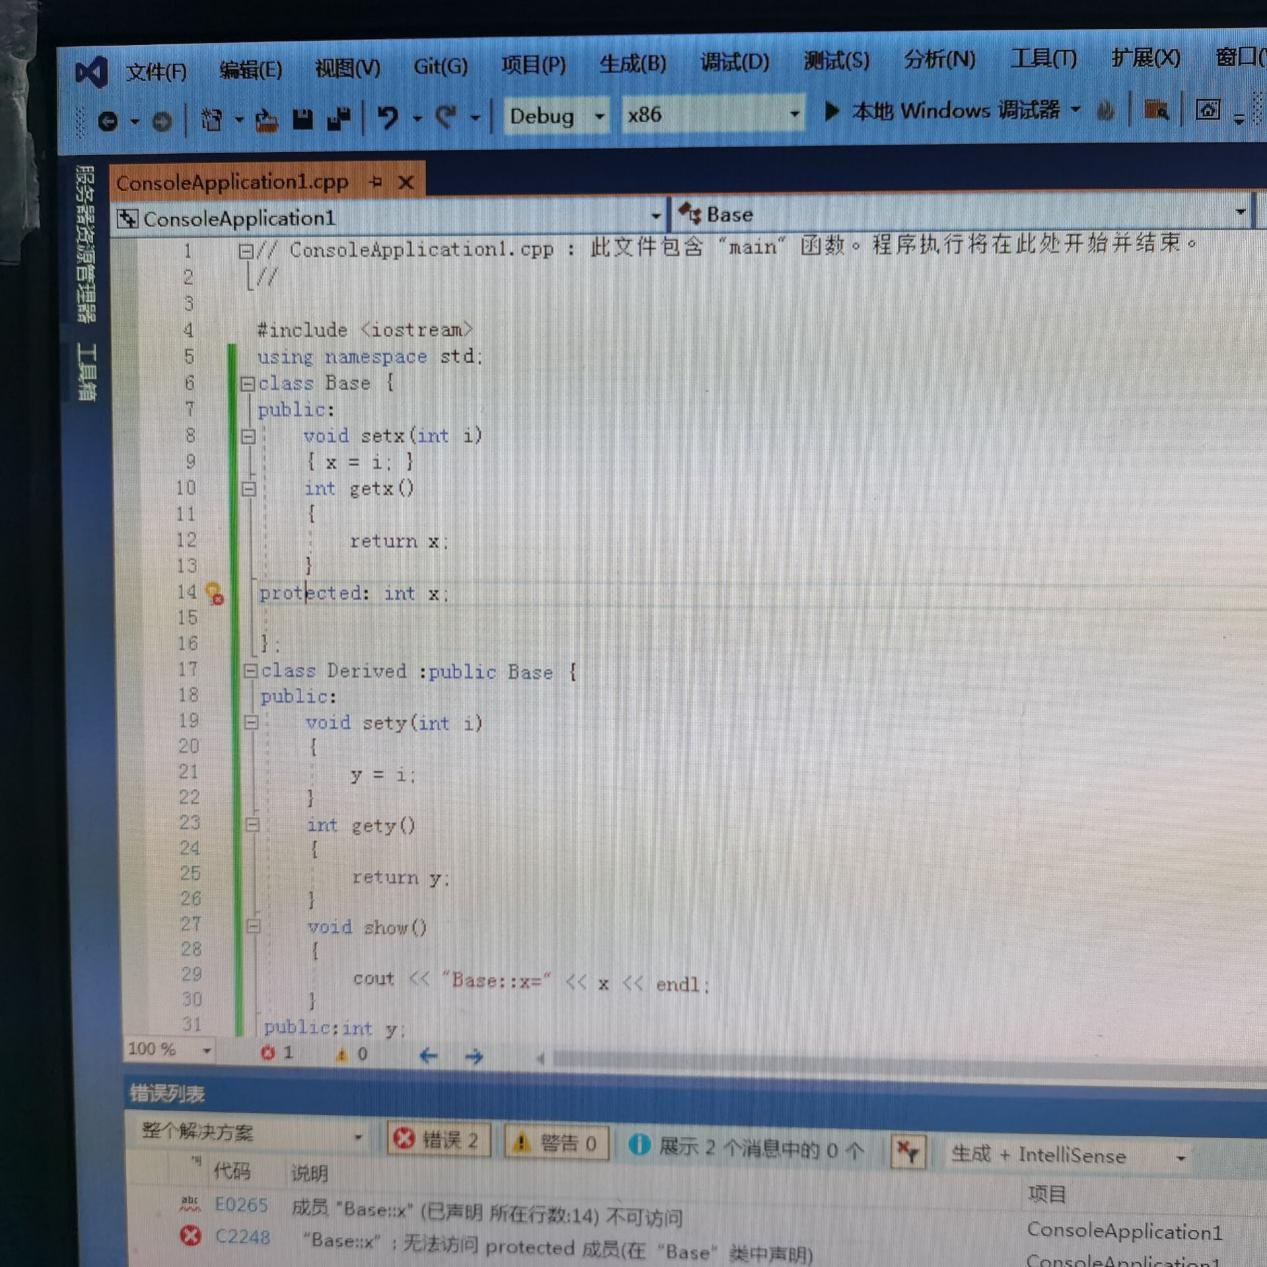 文件(F) 编辑(E) 视图(V) Git(G) 项目(P) 生成(B) 调试(D) 测试(S) 分析(N) 工具(T) 扩展(X) 窗口(
Debug x86 本地 Windows 调试器
服务器资源管理器 工具箱
ConsoleApplication1.cpp
ConsoleApplication1 Base
1 // ConsoleApplication1.cpp : 此文件包含 "main" 函数。程序执行将在此处开始并结束。
2 //
3
4 #include <iostream>
5 using namespace std;
6 class Base {
7 public:
8 void setx(int i)
9 { x = i; }
10 int getx()
11 {
12 return x;
13 }
14 protected: int x;
15
16 };
17 class Derived :public Base {
18 public:
19 void sety(int i)
20 {
21 y = i;
22 }
23 int gety()
24 {
25 return y;
26 }
27 void show()
28 {
29 cout << "Base::x=" << x << endl;
30 }
31 public:int y;
100 % 1 0
错误列表
整个解决方案 错误 2 警告 0 展示 2 个消息中的 0 个 生成 + IntelliSense
代码 说明 项目
abc E0265 成员 "Base::x" (已声明 所在行数:14) 不可访问 ConsoleApplication1
C2248 "Base::x": 无法访问 protected 成员(在 "Base" 类中声明) ConsoleApplication1